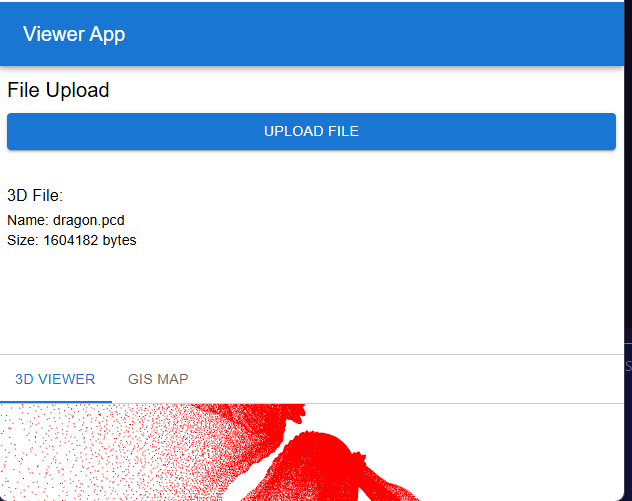 Viewer App
File Upload
UPLOAD FILE
3D File:
Name: dragon.pcd
Size: 1604182 bytes
3D VIEWER
GIS MAP